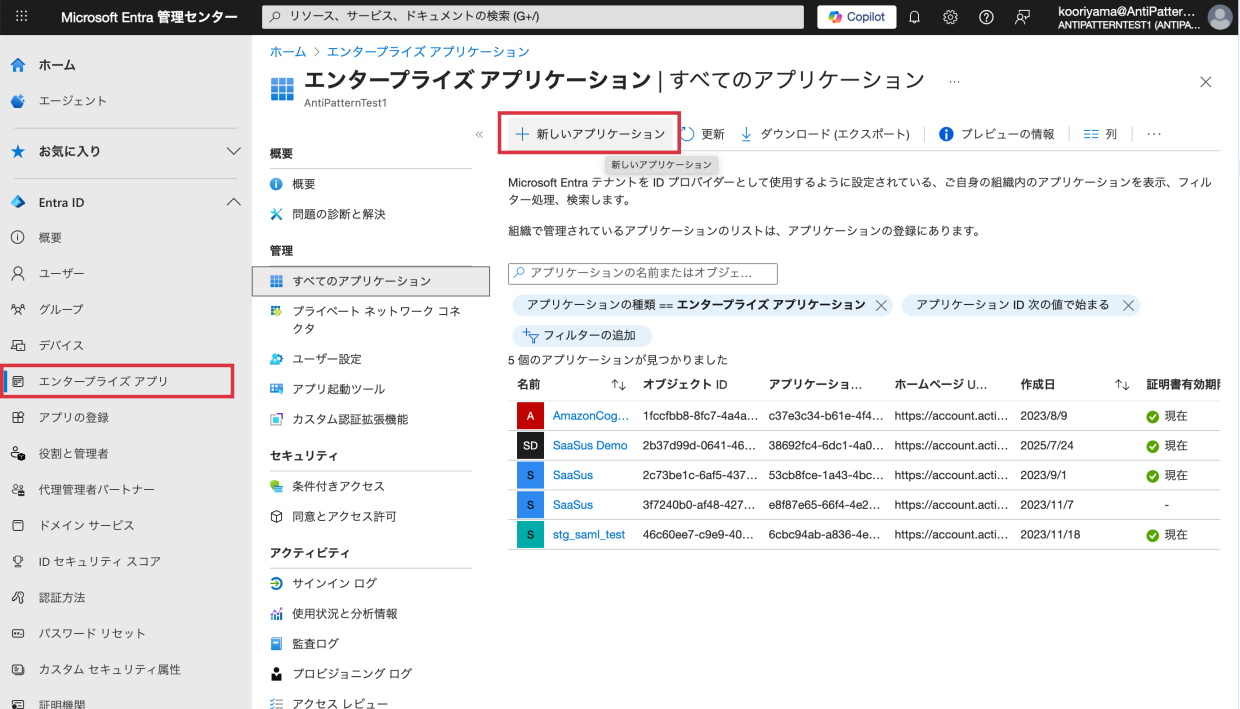 Microsoft Entra 管理センター
リソース、サービス、ドキュメントの検索 (G+/)
Copilot
kooriyama@AntiPatter...
ANTIPATTERNTEST1 (ANTIPA...
ホーム
エージェント
お気に入り
Entra ID
概要
ユーザー
グループ
デバイス
エンタープライズ アプリ
アプリの登録
役割と管理者
代理管理者パートナー
ドメイン サービス
ID セキュリティ スコア
認証方法
パスワード リセット
カスタム セキュリティ属性
証明機関
ホーム > エンタープライズ アプリケーション
エンタープライズ アプリケーション | すべてのアプリケーション ...
AntiPatternTest1
概要
概要
問題の診断と解決
管理
すべてのアプリケーション
プライベート ネットワーク コネ
クタ
ユーザー設定
アプリ起動ツール
カスタム認証拡張機能
セキュリティ
条件付きアクセス
同意とアクセス許可
アクティビティ
サインイン ログ
使用状況と分析情報
監査ログ
プロビジョニング ログ
アクセス レビュー
新しいアプリケーション 更新 ダウンロード (エクスポート) プレビューの情報 列 ...
新しいアプリケーション
Microsoft Entra テナントを ID プロバイダーとして使用するように設定されている、ご自身の組織内のアプリケーションを表示、フィル
ター処理、検索します。
組織で管理されているアプリケーションのリストは、アプリケーションの登録にあります。
アプリケーションの名前またはオブジェ...
アプリケーションの種類 == エンタープライズ アプリケーション アプリケーション ID 次の値で始まる
フィルターの追加
5 個のアプリケーションが見つかりました
名前 ↑↓ オブジェクト ID アプリケーショ... ホームページ U... 作成日 ↑↓ 証明書有効期
A AmazonCog... 1fccfbb8-8fc7-4a4a... c37e3c34-b61e-4f4... https://account.acti... 2023/8/9 現在
SD SaaSus Demo 2b37d99d-0641-46... 38692fc4-6dc1-4a0... https://account.acti... 2025/7/24 現在
S SaaSus 2c73be1c-6af5-437... 53cb8fce-1a43-4bc... https://account.acti... 2023/9/1 現在
S SaaSus 3f7240b0-af48-427... e8f87e65-66f4-4e2... https://account.acti... 2023/11/7 -
S stg_saml_test 46c60ee7-c9e9-40... 6cbc94ab-a836-4e... https://account.acti... 2023/11/18 現在